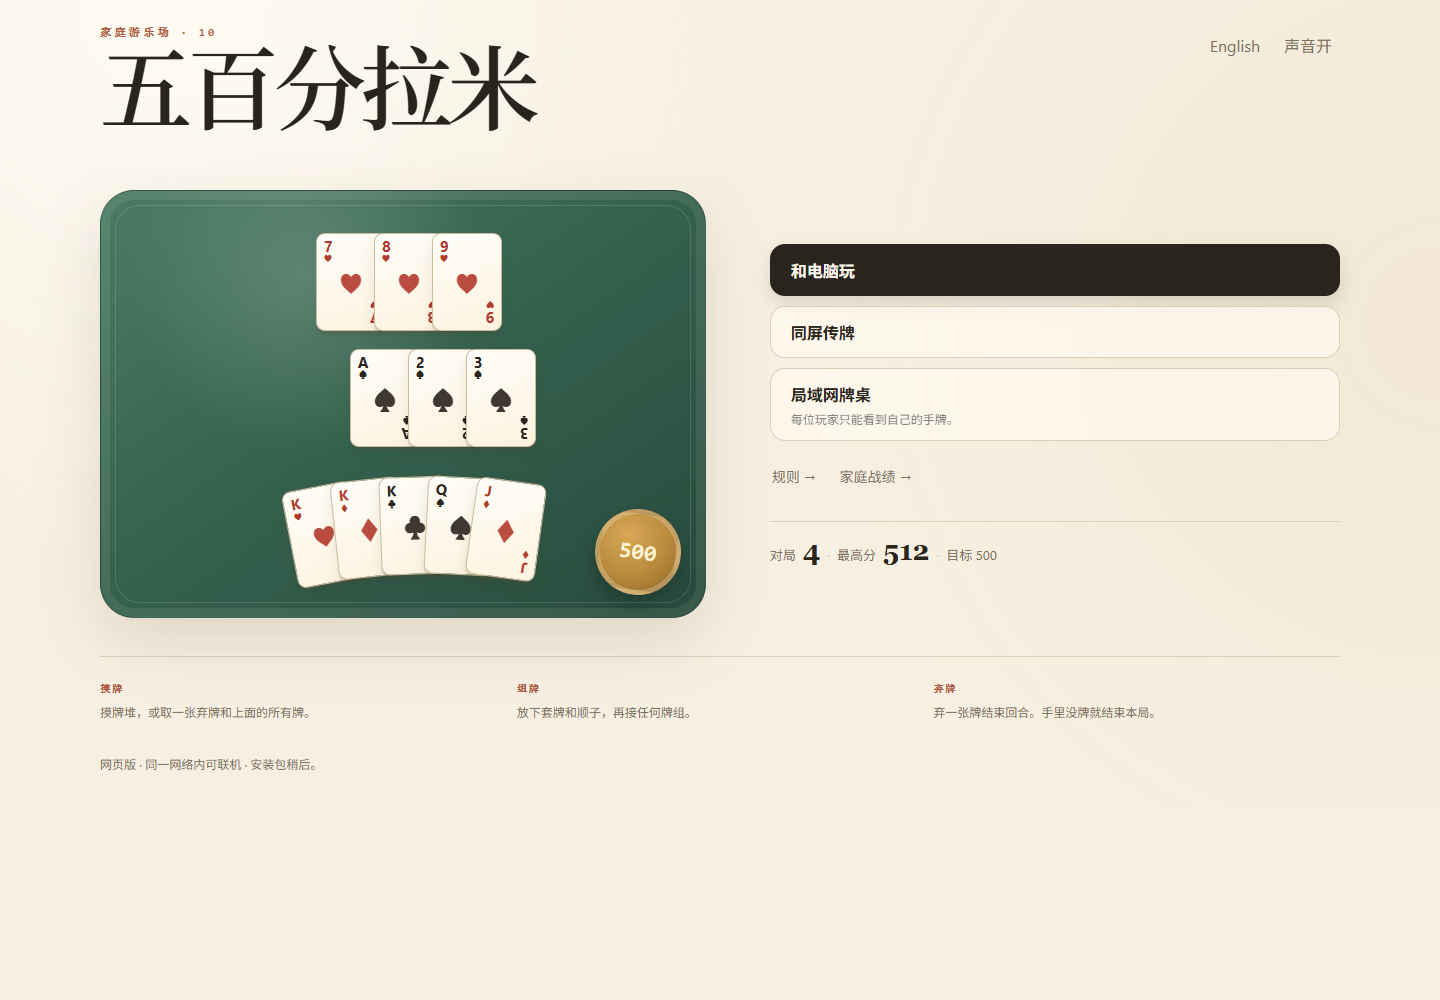 家庭游乐场 · 10
五百分拉米
English 声音开
7 8 9
7 8 9
A 2 3
A 2 3
K K K Q J
J
500
和电脑玩
同屏传牌
局域网牌桌
每位玩家只能看到自己的手牌。
规则 → 家庭战绩 →
对局 4 · 最高分 512 · 目标 500
摸牌
摸牌堆，或取一张弃牌和上面的所有牌。
组牌
放下套牌和顺子，再接任何牌组。
弃牌
弃一张牌结束回合。手里没牌就结束本局。
网页版 · 同一网络内可联机 · 安装包稍后。